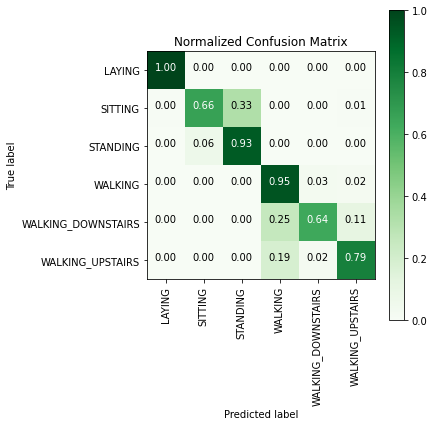 Normalized Confusion Matrix
True label
LAYING 1.00 0.00 0.00 0.00 0.00 0.00
SITTING 0.00 0.66 0.33 0.00 0.00 0.01
STANDING 0.00 0.06 0.93 0.00 0.00 0.00
WALKING 0.00 0.00 0.00 0.95 0.03 0.02
WALKING_DOWNSTAIRS 0.00 0.00 0.00 0.25 0.64 0.11
WALKING_UPSTAIRS 0.00 0.00 0.00 0.19 0.02 0.79
LAYING
SITTING
STANDING
WALKING
WALKING_DOWNSTAIRS
WALKING_UPSTAIRS
Predicted label
1.0
0.8
0.6
0.4
0.2
0.0